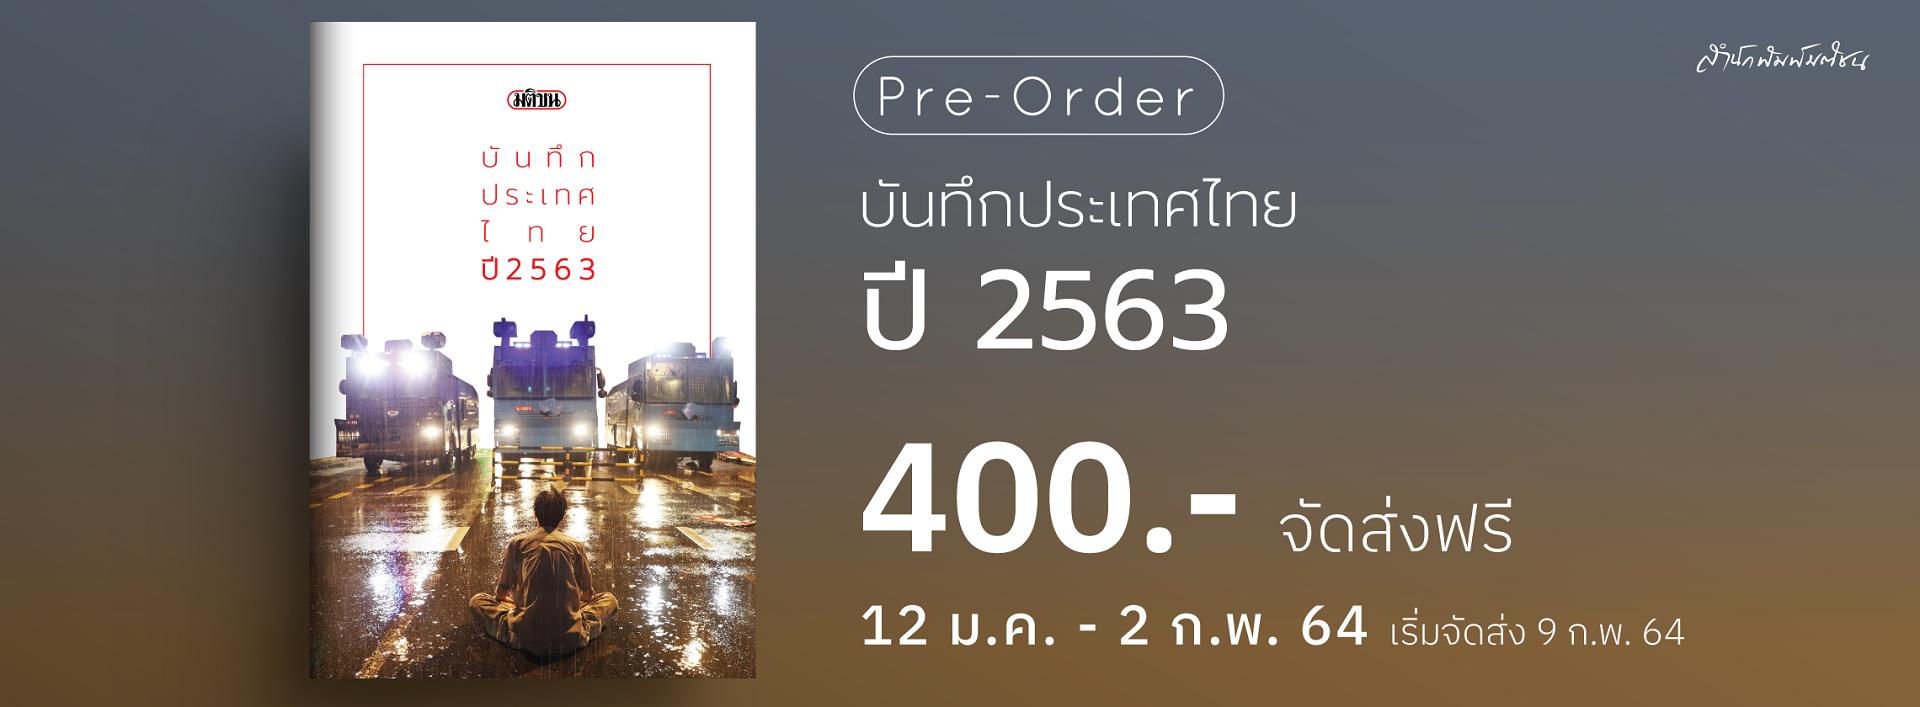 มติชน
บันทึก
ประเทศ
ไทย
ปี2563
Pre-Order
สำนักพิมพ์มติชน
บันทึกประเทศไทย
ปี 2563
400.- จัดส่งฟรี
12 ม.ค. - 2 ก.พ. 64 เริ่มจัดส่ง 9 ก.พ. 64